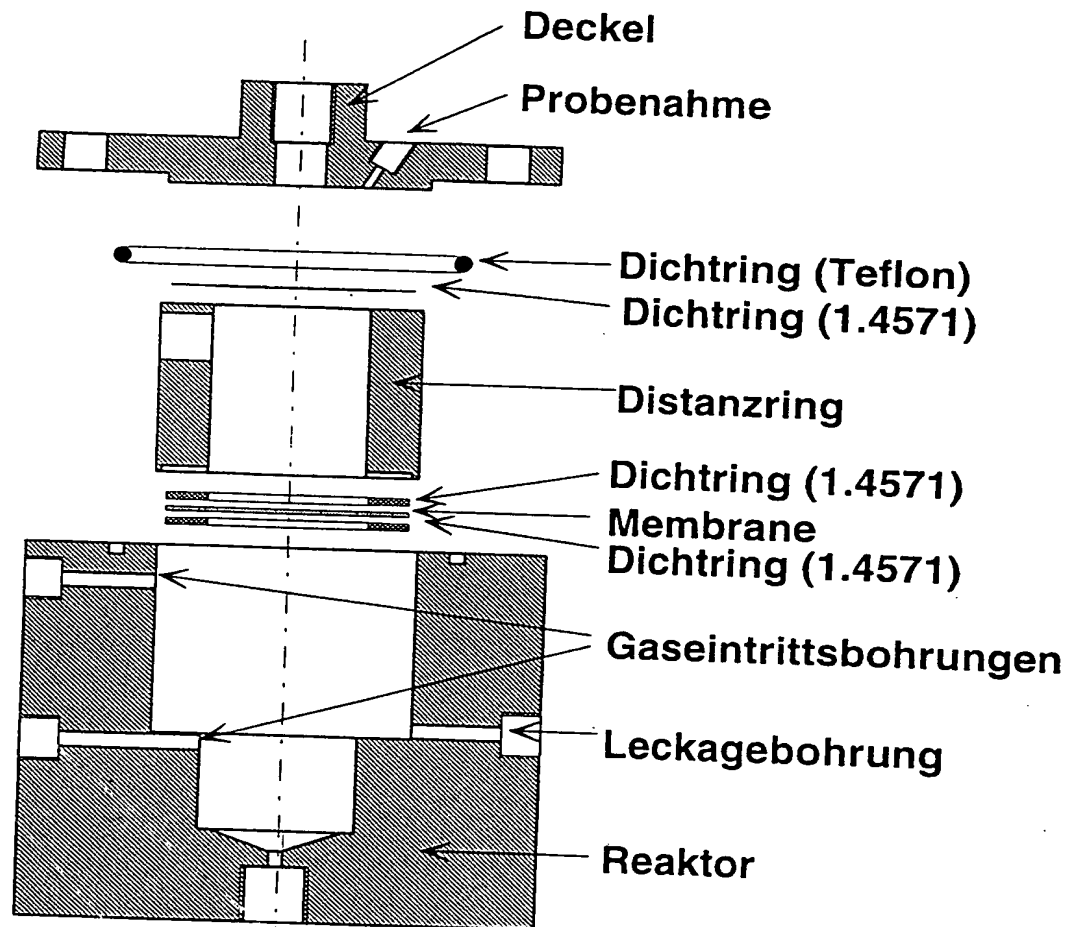 Deckel
Probenahme
Dichtring (Teflon)
Dichtring (1.4571)
Distanzring
Dichtring (1.4571)
Membrane
Dichtring (1.4571)
Gaseintrittsbohrungen
Leckagebohrung
Reaktor